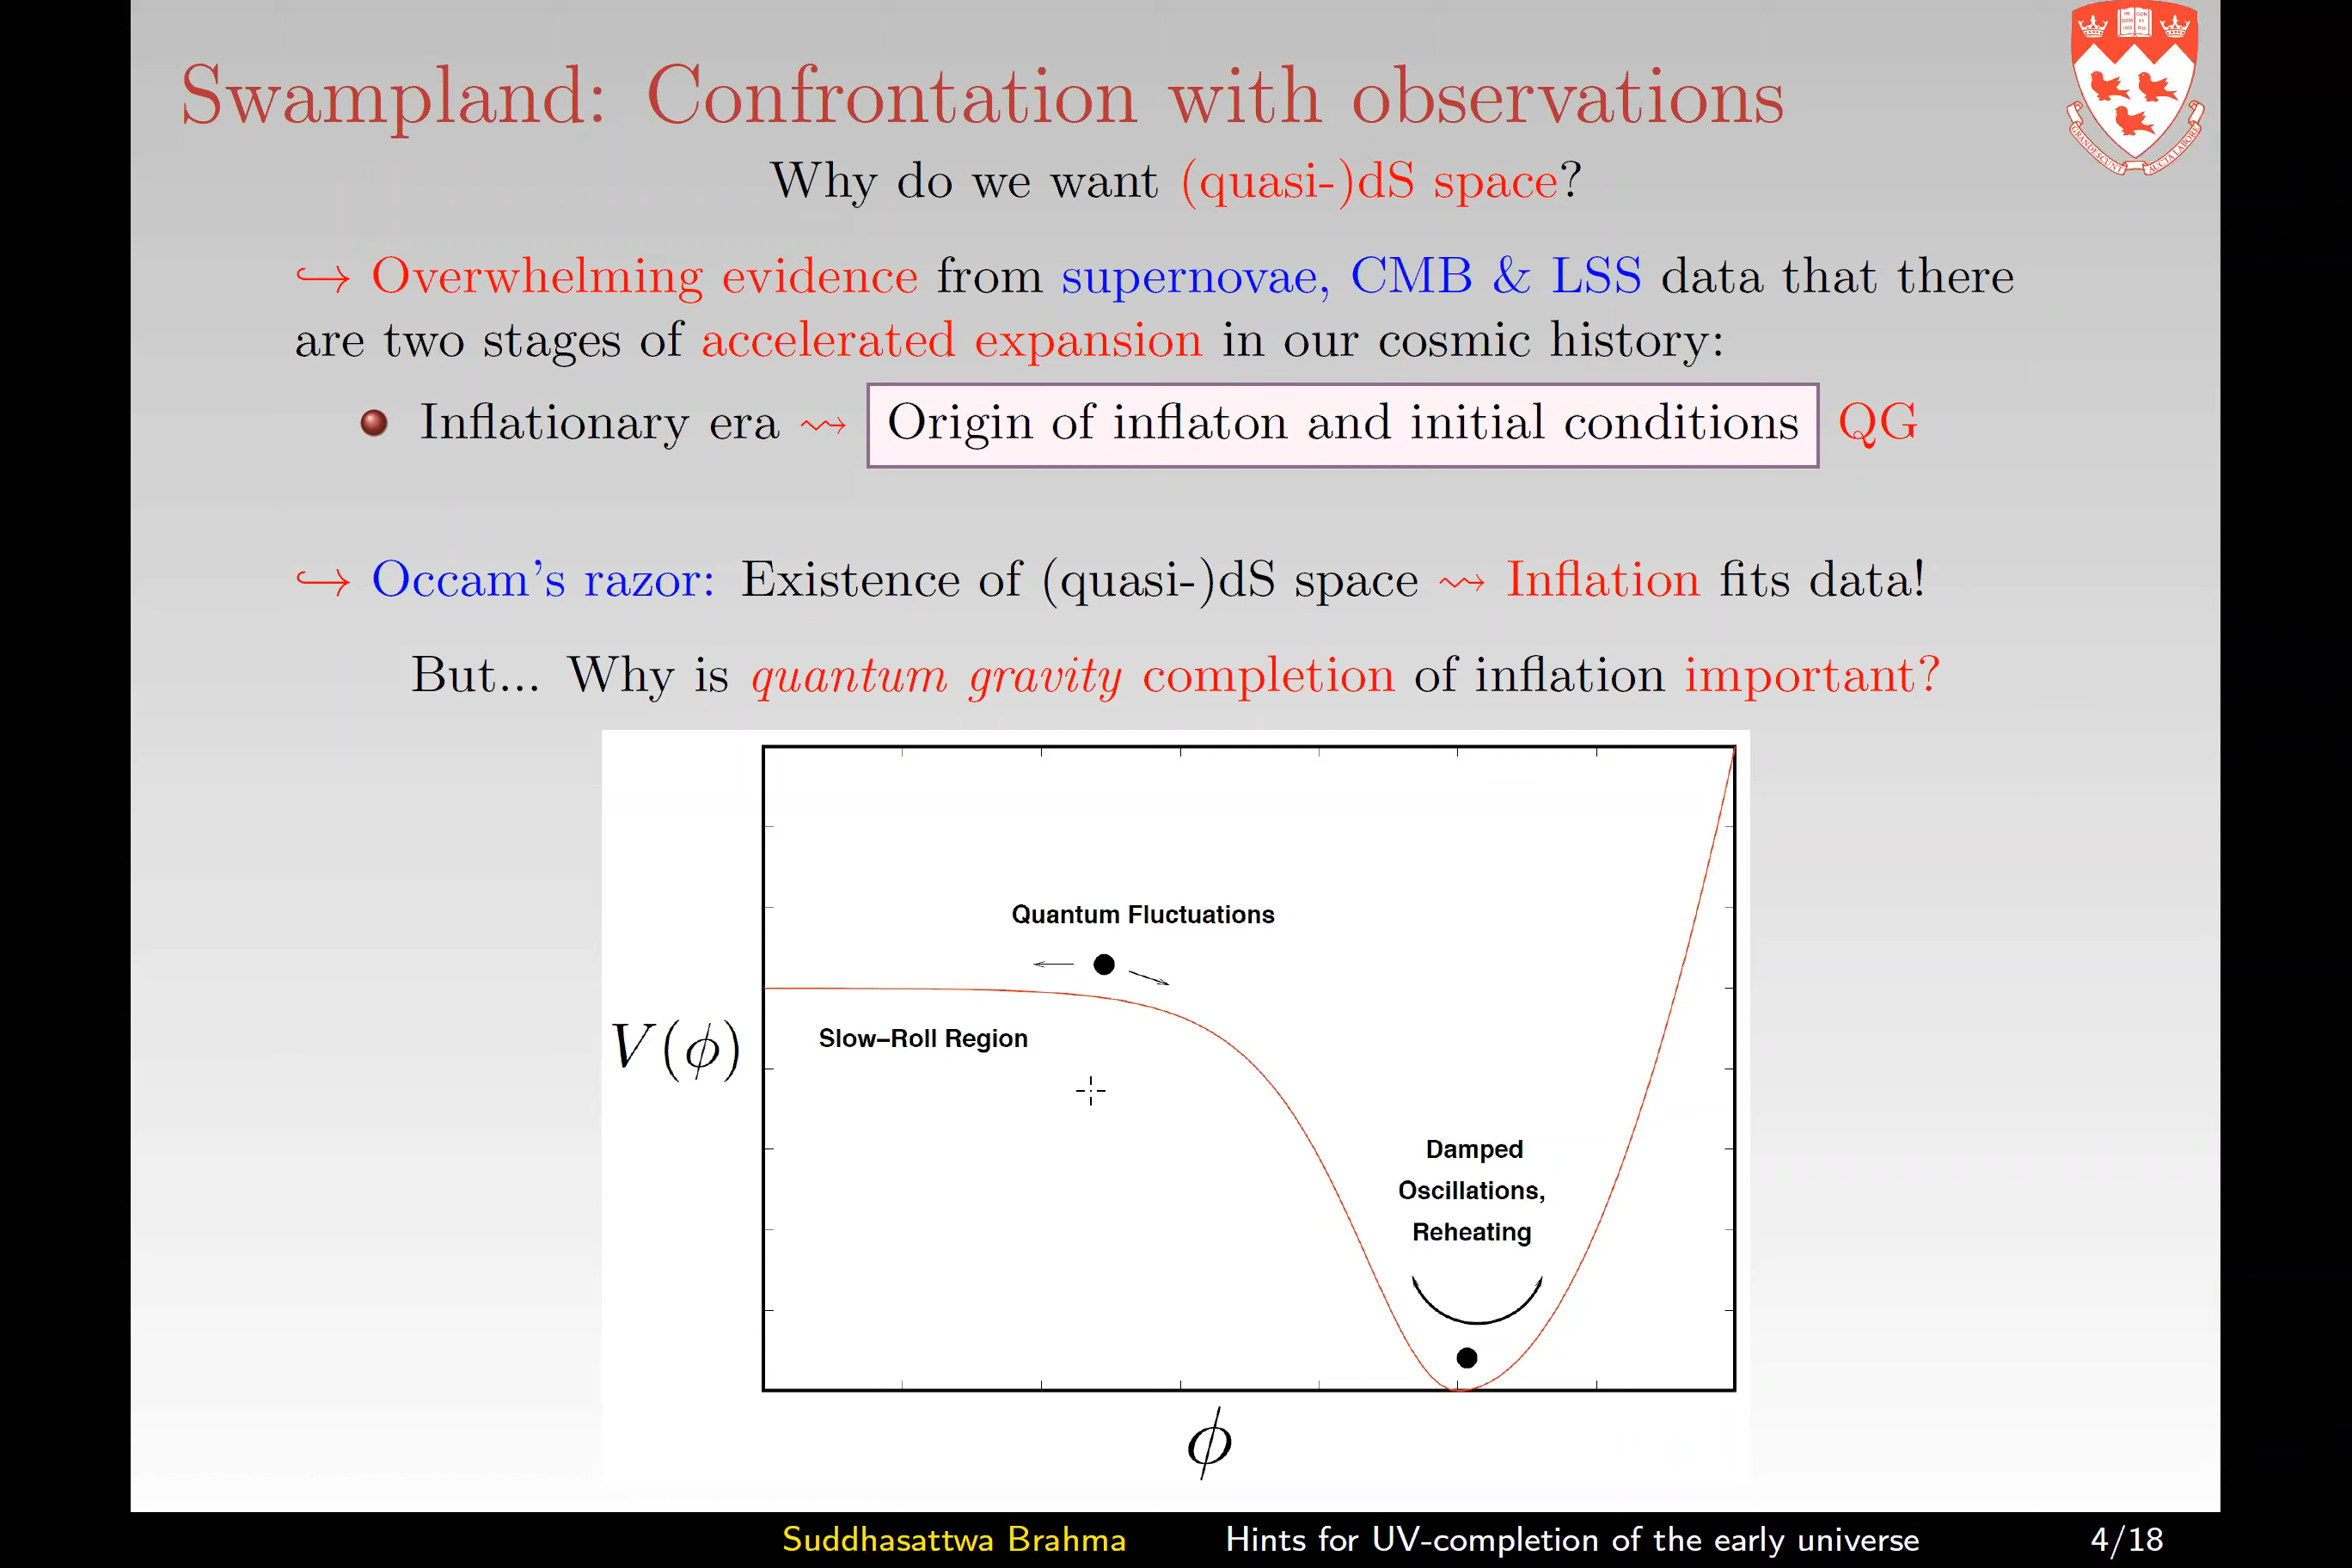 Swampland: Confrontation with observations
Why do we want (quasi-)dS space?
↪ Overwhelming evidence from supernovae, CMB & LSS data that there
are two stages of accelerated expansion in our cosmic history:
Inflationary era ⇝ Origin of inflaton and initial conditions QG
↪ Occam's razor: Existence of (quasi-)dS space ⇝ Inflation fits data!
But... Why is quantum gravity completion of inflation important?
Quantum Fluctuations
V(ϕ)
Slow–Roll Region
Damped
Oscillations,
Reheating
ϕ
GRANDESCUNT AUCTA LABORE
Suddhasattwa Brahma Hints for UV-completion of the early universe 4/18